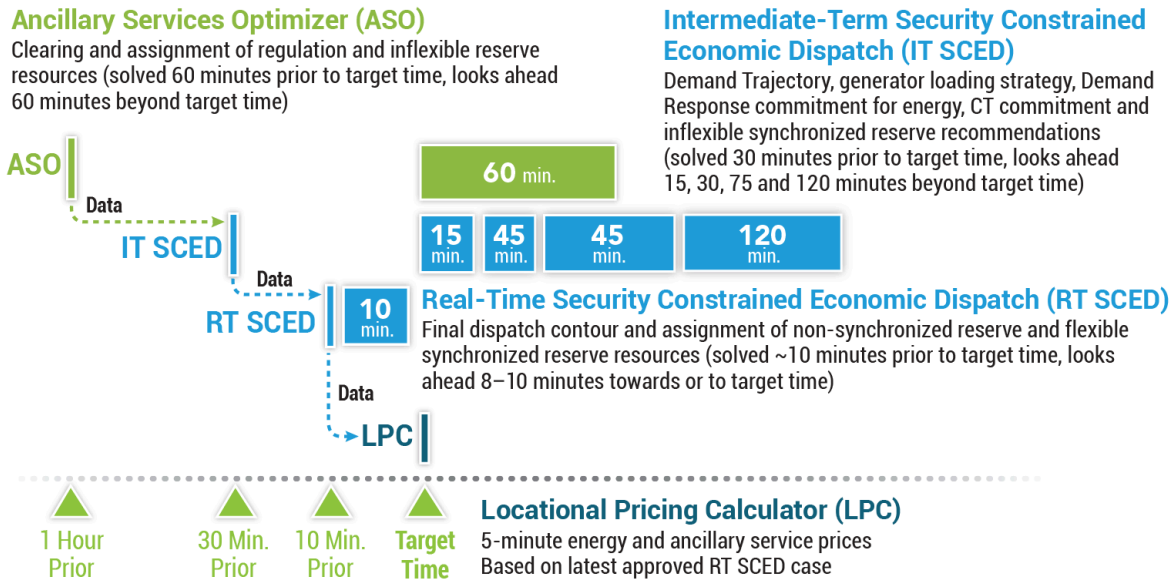 Ancillary Services Optimizer (ASO)
Clearing and assignment of regulation and inflexible reserve
resources (solved 60 minutes prior to target time, looks ahead
60 minutes beyond target time)
Intermediate-Term Security Constrained
Economic Dispatch (IT SCED)
Demand Trajectory, generator loading strategy, Demand
Response commitment for energy, CT commitment and
inflexible synchronized reserve recommendations
(solved 30 minutes prior to target time, looks ahead
15, 30, 75 and 120 minutes beyond target time)
ASO
60 min.
Data
IT SCED
15
min.
45
min.
45
min.
120
min.
Data
RT SCED
10
min.
Real-Time Security Constrained Economic Dispatch (RT SCED)
Final dispatch contour and assignment of non-synchronized reserve and flexible
synchronized reserve resources (solved ~10 minutes prior to target time, looks
ahead 8–10 minutes towards or to target time)
Data
LPC
1 Hour
Prior
30 Min.
Prior
10 Min.
Prior
Target
Time
Locational Pricing Calculator (LPC)
5-minute energy and ancillary service prices
Based on latest approved RT SCED case